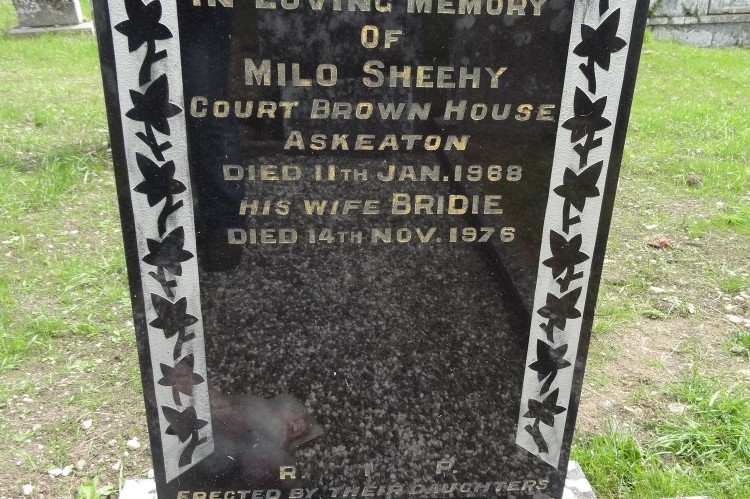 IN LOVING MEMORY
OF
MILO SHEEHY
COURT BROWN HOUSE
ASKEATON
DIED 11TH JAN. 1968
HIS WIFE BRIDIE
DIED 14TH NOV. 1976
R. I. P.
ERECTED BY THEIR DAUGHTERS